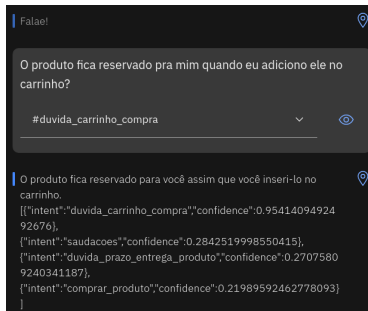 Falae!
O produto fica reservado pra mim quando eu adiciono ele no
carrinho?
#duvida_carrinho_compra
O produto fica reservado para você assim que você inseri-lo no
carrinho.
[{"intent":"duvida_carrinho_compra","confidence":0.95414094924
92676},
{"intent":"saudacoes","confidence":0.2842519998550415},
{"intent":"duvida_prazo_entrega_produto","confidence":0.2707580
9240341187},
{"intent":"comprar_produto","confidence":0.21989592462778093}
]